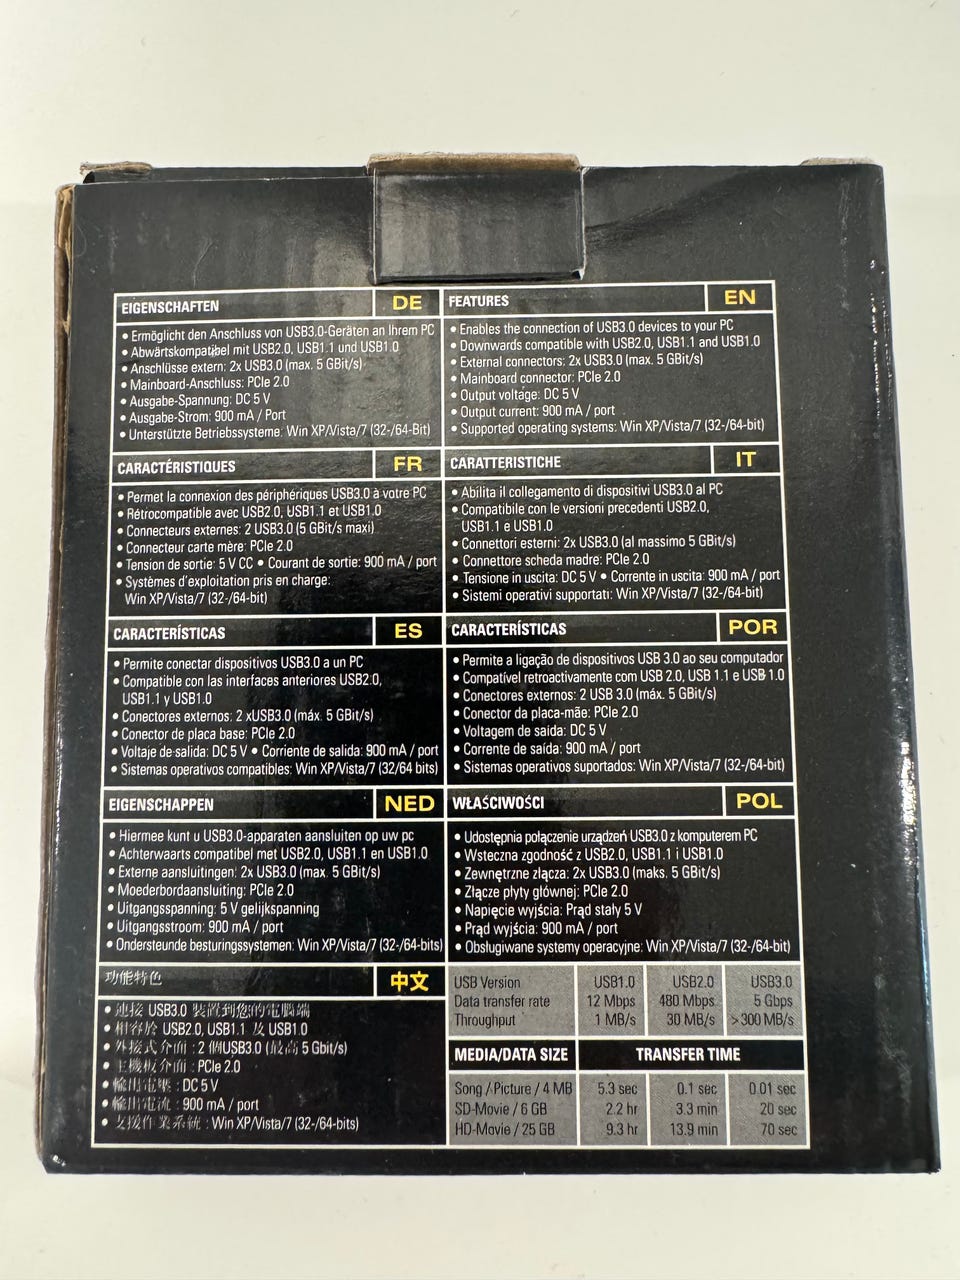 EIGENSCHAFTEN DE
• Ermöglicht den Anschluss von USB3.0-Geräten an Ihrem PC
• Abwärtskompatibel mit USB2.0, USB1.1 und USB1.0
• Anschlüsse extern: 2x USB3.0 (max. 5 GBit/s)
• Mainboard-Anschluss: PCIe 2.0
• Ausgabe-Spannung: DC 5 V
• Ausgabe-Strom: 900 mA / Port
• Unterstützte Betriebssysteme: Win XP/Vista/7 (32-/64-Bit)
FEATURES EN
• Enables the connection of USB3.0 devices to your PC
• Downwards compatible with USB2.0, USB1.1 and USB1.0
• External connectors: 2x USB3.0 (max. 5 GBit/s)
• Mainboard connector: PCIe 2.0
• Output voltage: DC 5 V
• Output current: 900 mA / port
• Supported operating systems: Win XP/Vista/7 (32-/64-bit)
CARACTÉRISTIQUES FR
• Permet la connexion des périphériques USB3.0 à votre PC
• Rétrocompatible avec USB2.0, USB1.1 et USB1.0
• Connecteurs externes: 2 USB3.0 (5 GBit/s maxi)
• Connecteur carte mère: PCIe 2.0
• Tension de sortie: 5 V CC • Courant de sortie: 900 mA / port
• Systèmes d'exploitation pris en charge:
Win XP/Vista/7 (32-/64-bit)
CARATTERISTICHE IT
• Abilita il collegamento di dispositivi USB3.0 al PC
• Compatibile con le versioni precedenti USB2.0,
USB1.1 e USB1.0
• Connettori esterni: 2x USB3.0 (al massimo 5 GBit/s)
• Connettore scheda madre: PCIe 2.0
• Tensione in uscita: DC 5 V • Corrente in uscita: 900 mA / port
• Sistemi operativi supportati: Win XP/Vista/7 (32-/64-bit)
CARACTERÍSTICAS ES
• Permite conectar dispositivos USB3.0 a un PC
• Compatible con las interfaces anteriores USB2.0,
USB1.1 y USB1.0
• Conectores externos: 2 xUSB3.0 (máx. 5 GBit/s)
• Conector de placa base: PCIe 2.0
• Voltaje de salida: DC 5 V • Corriente de salida: 900 mA / port
• Sistemas operativos compatibles: Win XP/Vista/7 (32/64 bits)
CARACTERÍSTICAS POR
• Permite a ligação de dispositivos USB 3.0 ao seu computador
• Compatível retroactivamente com USB 2.0, USB 1.1 e USB 1.0
• Conectores externos: 2 USB 3.0 (máx. 5 GBit/s)
• Conector da placa-mãe: PCIe 2.0
• Voltagem de saída: DC 5 V
• Corrente de saída: 900 mA / port
• Sistemas operativos suportados: Win XP/Vista/7 (32-/64-bit)
EIGENSCHAPPEN NED
• Hiermee kunt u USB3.0-apparaten aansluiten op uw pc
• Achterwaarts compatibel met USB2.0, USB1.1 en USB1.0
• Externe aansluitingen: 2x USB3.0 (max. 5 GBit/s)
• Moederbordaansluiting: PCIe 2.0
• Uitgangsspanning: 5 V gelijkspanning
• Uitgangsstroom: 900 mA / port
• Ondersteunde besturingssystemen: Win XP/Vista/7 (32-/64-bits)
WŁAŚCIWOŚCI POL
• Udostępnia połączenie urządzeń USB3.0 z komputerem PC
• Wsteczna zgodność z USB2.0, USB1.1 i USB1.0
• Zewnętrzne złącza: 2x USB3.0 (maks. 5 GBit/s)
• Złącze płyty głównej: PCIe 2.0
• Napięcie wyjścia: Prąd stały 5 V
• Prąd wyjścia: 900 mA / port
• Obsługiwane systemy operacyjne: Win XP/Vista/7 (32-/64-bit)
功能特色 中文
• 連接 USB3.0 裝置到您的電腦端
• 相容於 USB2.0, USB1.1 及 USB1.0
• 外接式介面 : 2 個USB3.0 (最高 5 Gbit/s)
• 主機板介面 : PCIe 2.0
• 輸出電壓 : DC 5 V
• 輸出電流 : 900 mA / port
• 支援作業系統 : Win XP/Vista/7 (32-/64-bits)
USB Version USB1.0 USB2.0 USB3.0
Data transfer rate 12 Mbps 480 Mbps 5 Gbps
Throughput 1 MB/s 30 MB/s >300 MB/s
MEDIA/DATA SIZE TRANSFER TIME
Song / Picture / 4 MB 5.3 sec 0.1 sec 0.01 sec
SD-Movie / 6 GB 2.2 hr 3.3 min 20 sec
HD-Movie / 25 GB 9.3 hr 13.9 min 70 sec